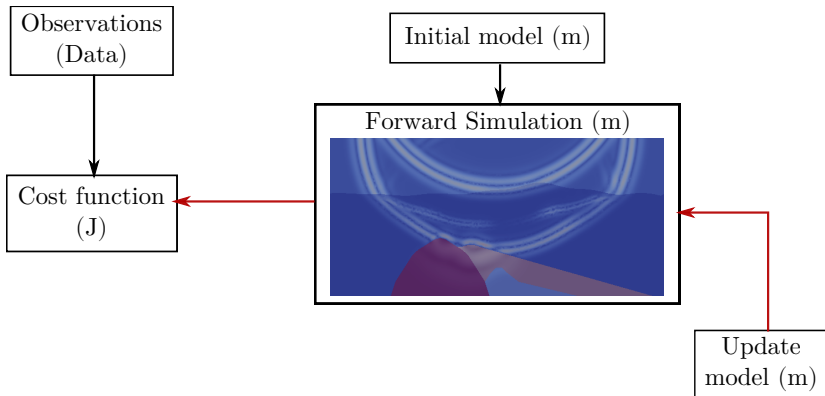 Observations
(Data)
Initial model (m)
Forward Simulation (m)
Cost function
(J)
Update
model (m)